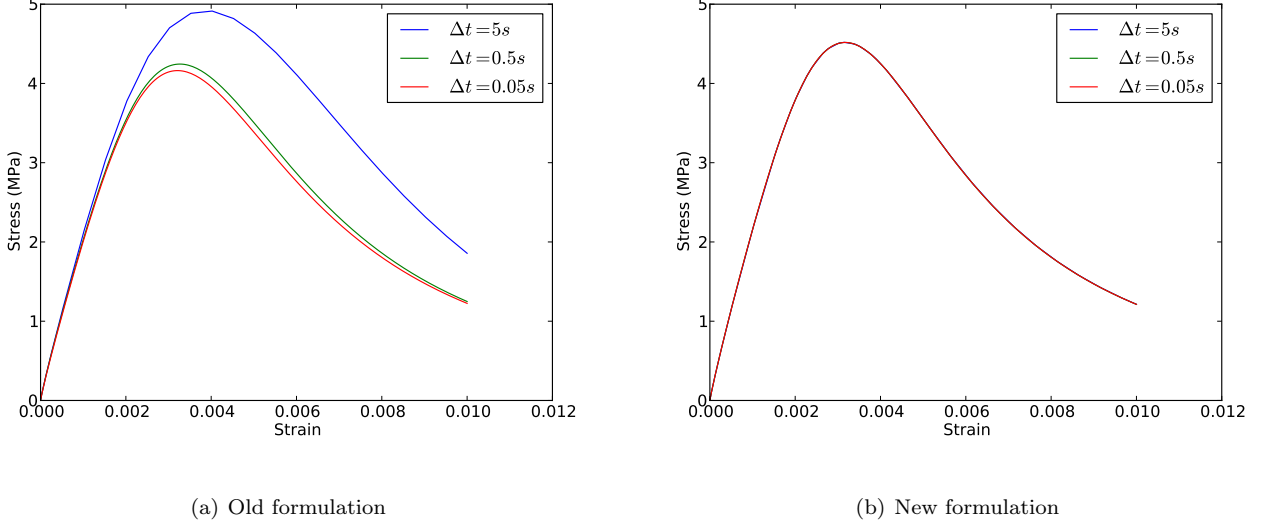 5
4
3
2
1
0
Stress (MPa)
0.000 0.002 0.004 0.006 0.008 0.010 0.012
Strain
Δt=5s
Δt=0.5s
Δt=0.05s
(a) Old formulation
5
4
3
2
1
0
Stress (MPa)
0.000 0.002 0.004 0.006 0.008 0.010 0.012
Strain
Δt=5s
Δt=0.5s
Δt=0.05s
(b) New formulation